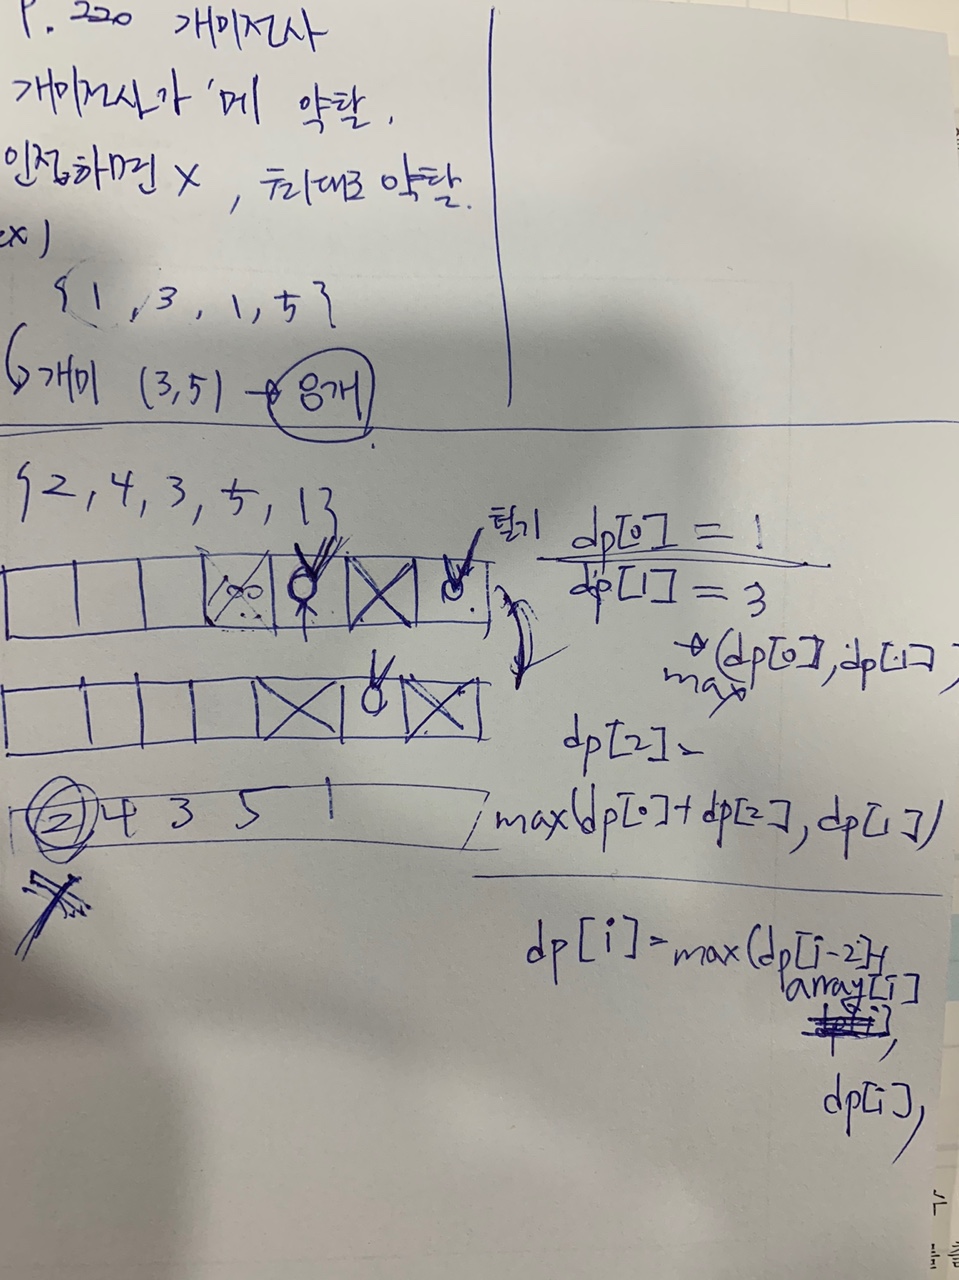 P. 220 개미전사
개미전사가 메뚜기 약탈.
인접하면 X, 최대로 약탈.
ex)
{1, 3, 1, 5}
개미 (3,5) → 8개
{2, 4, 3, 5, 1}
털기
dp[0] = 1
dp[1] = 3
→ max(dp[0], dp[1])
dp[2] =
max(dp[0] + dp[2], dp[1])
2 4 3 5 1
dp[i] = max(dp[i-2] +
array[i]
,
dp[i],